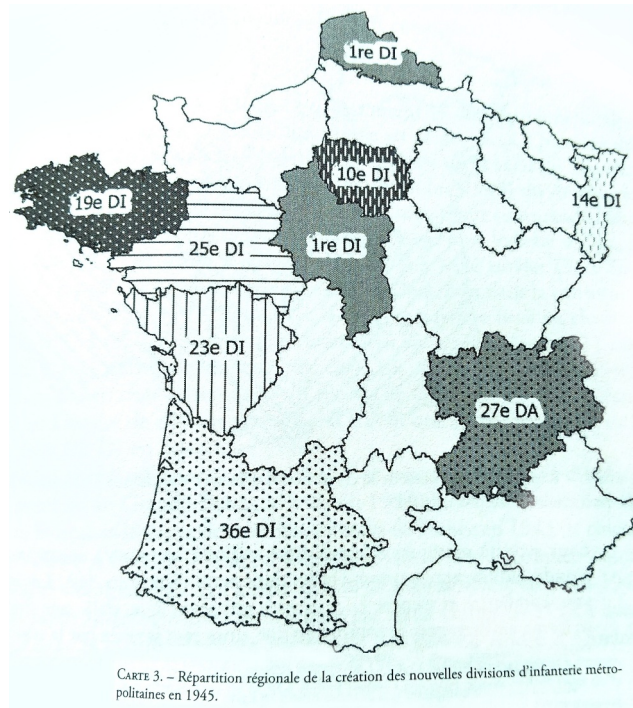 1re DI
10e DI
14e DI
19e DI
25e DI
1re DI
23e DI
27e DA
36e DI
CARTE 3. – Répartition régionale de la création des nouvelles divisions d'infanterie métro-
politaines en 1945.